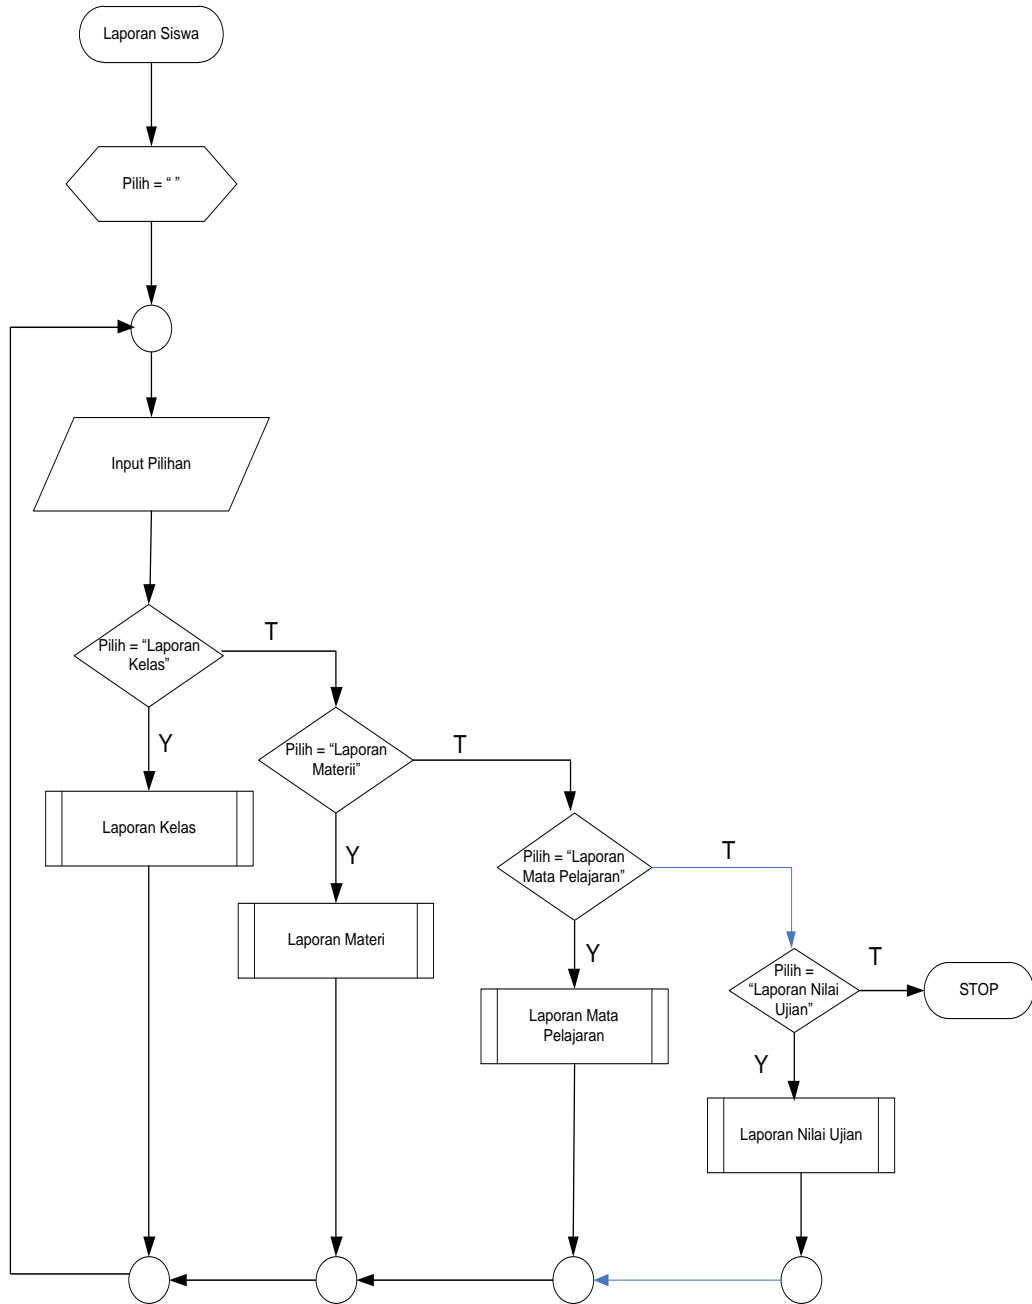 Laporan Siswa
Pilih = “ ”
Input Pilihan
Pilih = “Laporan
Kelas”
T
Y
Laporan Kelas
Pilih = “Laporan
Materii”
T
Y
Laporan Materi
Pilih = “Laporan
Mata Pelajaran”
T
Y
Laporan Mata
Pelajaran
Pilih =
“Laporan Nilai
Ujian”
T
STOP
Y
Laporan Nilai Ujian